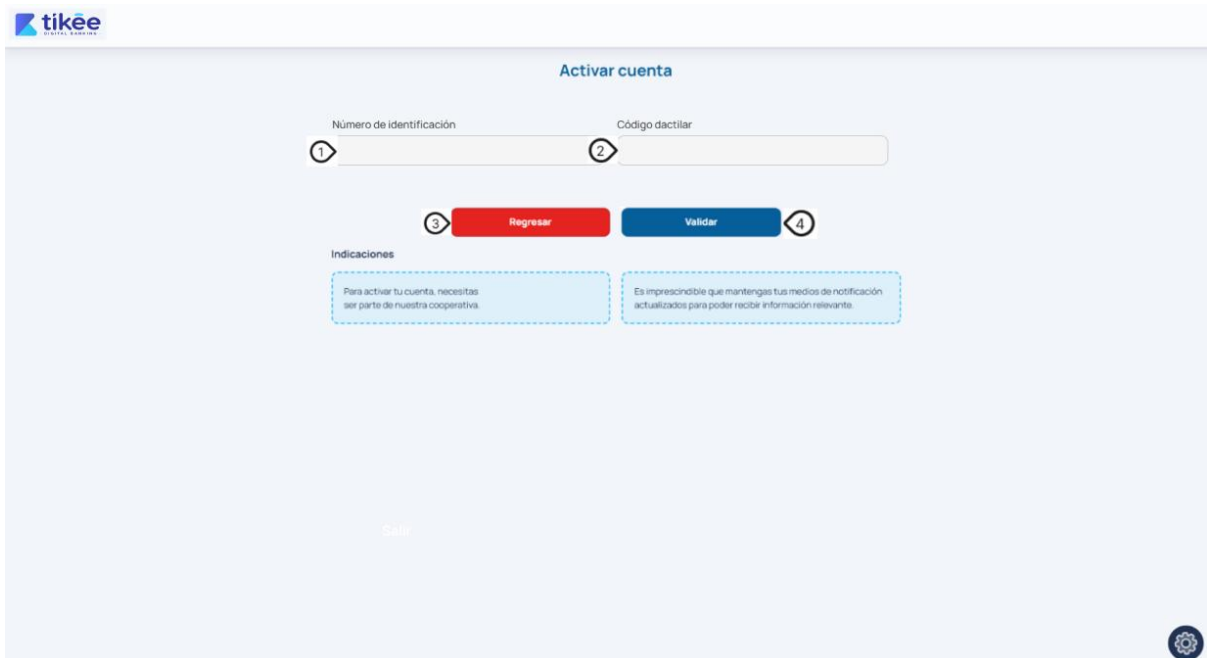 tikēe
DIGITAL BANKING
Activar cuenta
Número de identificación
Código dactilar
1
2
3
Regresar
Validar
4
Indicaciones
Para activar tu cuenta, necesitas
ser parte de nuestra cooperativa.
Es imprescindible que mantengas tus medios de notificación
actualizados para poder recibir información relevante.
Salir